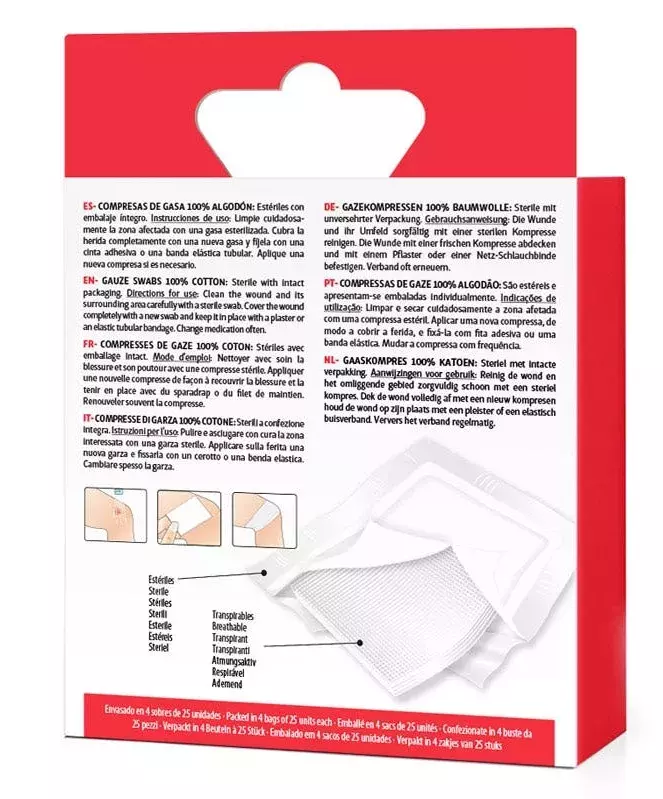 ES- COMPRESAS DE GASA 100% ALGODÓN: Estériles con
embalaje íntegro. Instrucciones de uso: Limpie cuidadosa-
mente la zona afectada con una gasa esterilizada. Cubra la
herida completamente con una nueva gasa y fíjela con una
cinta adhesiva o una banda elástica tubular. Aplique una
nueva compresa si es necesario.
EN- GAUZE SWABS 100% COTTON: Sterile with intact
packaging. Directions for use: Clean the wound and its
surrounding area carefully with a sterile swab. Cover the wound
completely with a new swab and keep it in place with a plaster or
an elastic tubular bandage. Change medication often.
FR- COMPRESSES DE GAZE 100% COTON: Stériles avec
emballage intact. Mode d'emploi: Nettoyer avec soin la
blessure et son poutour avec une compresse stérile. Appliquer
une nouvelle compresse de façon à recouvrir la blessure et la
tenir en place avec du sparadrap o du filet de maintien.
Renouveler souvent la compresse.
IT- COMPRESSE DI GARZA 100% COTONE: Sterili a confezione
integra. Istruzioni per l'uso: Pulire e asciugare con cura la zona
interessata con una garza sterile. Applicare sulla ferita una
nuova garza e fissarla con un cerotto o una benda elastica.
Cambiare spesso la garza.
DE- GAZEKOMPRESSEN 100% BAUMWOLLE: Sterile mit
unversehrter Verpackung. Gebrauchsanweisung: Die Wunde
und ihr Umfeld sorgfältig mit einer sterilen Kompresse
reinigen. Die Wunde mit einer frischen Kompresse abdecken
und mit einem Pflaster oder einer Netz-Schlauchbinde
befestigen. Verband oft erneuern.
PT- COMPRESSAS DE GAZE 100% ALGODÃO: São estéreis e
apresentam-se embaladas individualmente. Indicações de
utilização: Limpar e secar cuidadosamente a zona afetada
com uma compressa estéril. Aplicar uma nova compressa, de
modo a cobrir a ferida, e fixá-la com fita adesiva ou uma
banda elástica. Mudar a compressa com frequência.
NL- GAASKOMPRES 100% KATOEN: Steriel met intacte
verpakking. Aanwijzingen voor gebruik: Reinig de wond en
het omliggende gebied zorgvuldig schoon met een steriel
kompres. Dek de wond volledig af met een nieuw kompresen
houd de wond op zijn plaats met een pleister of een elastisch
buisverband. Ververs het verband regelmatig.
Estériles
Sterile
Stériles
Sterili
Esterile
Estéreis
Steriel
Transpirables
Breathable
Transpirant
Transpiranti
Atmungsaktiv
Respirável
Ademend
Envasado en 4 sobres de 25 unidades · Packed in 4 bags of 25 units each · Emballé en 4 sacs de 25 unités · Confezionate in 4 buste da
25 pezzi · Verpackt in 4 Beuteln à 25 Stück · Embalado em 4 sacos de 25 unidades · Verpakt in 4 zakjes van 25 stuks